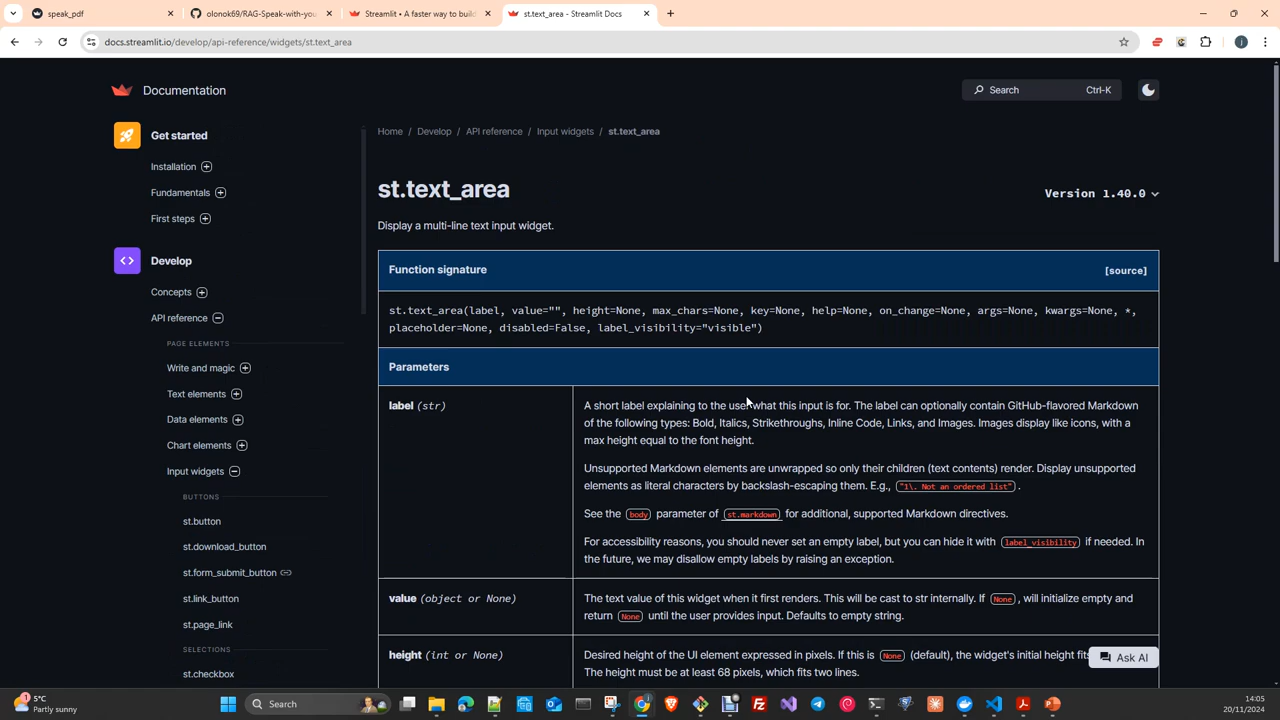 speak_pdf
olonok69/RAG-Speak-with-you
Streamlit • A faster way to build
st.text_area - Streamlit Docs
docs.streamlit.io/develop/api-reference/widgets/st.text_area
Documentation
Search Ctrl-K
Get started
Installation
Fundamentals
First steps
Develop
Concepts
API reference
PAGE ELEMENTS
Write and magic
Text elements
Data elements
Chart elements
Input widgets
BUTTONS
st.button
st.download_button
st.form_submit_button
st.link_button
st.page_link
SELECTIONS
st.checkbox
Home / Develop / API reference / Input widgets / st.text_area
st.text_area
Version 1.40.0
Display a multi-line text input widget.
Function signature [source]
st.text_area(label, value="", height=None, max_chars=None, key=None, help=None, on_change=None, args=None, kwargs=None, *,
placeholder=None, disabled=False, label_visibility="visible")
Parameters
label (str)
A short label explaining to the user what this input is for. The label can optionally contain GitHub-flavored Markdown
of the following types: Bold, Italics, Strikethroughs, Inline Code, Links, and Images. Images display like icons, with a
max height equal to the font height.
Unsupported Markdown elements are unwrapped so only their children (text contents) render. Display unsupported
elements as literal characters by backslash-escaping them. E.g., "1\. Not an ordered list" .
See the body parameter of st.markdown for additional, supported Markdown directives.
For accessibility reasons, you should never set an empty label, but you can hide it with label_visibility if needed. In
the future, we may disallow empty labels by raising an exception.
value (object or None)
The text value of this widget when it first renders. This will be cast to str internally. If None , will initialize empty and
return None until the user provides input. Defaults to empty string.
height (int or None)
Desired height of the UI element expressed in pixels. If this is None (default), the widget's initial height fits
The height must be at least 68 pixels, which fits two lines.
Ask AI
5°C
Partly sunny
Search
14:05
20/11/2024